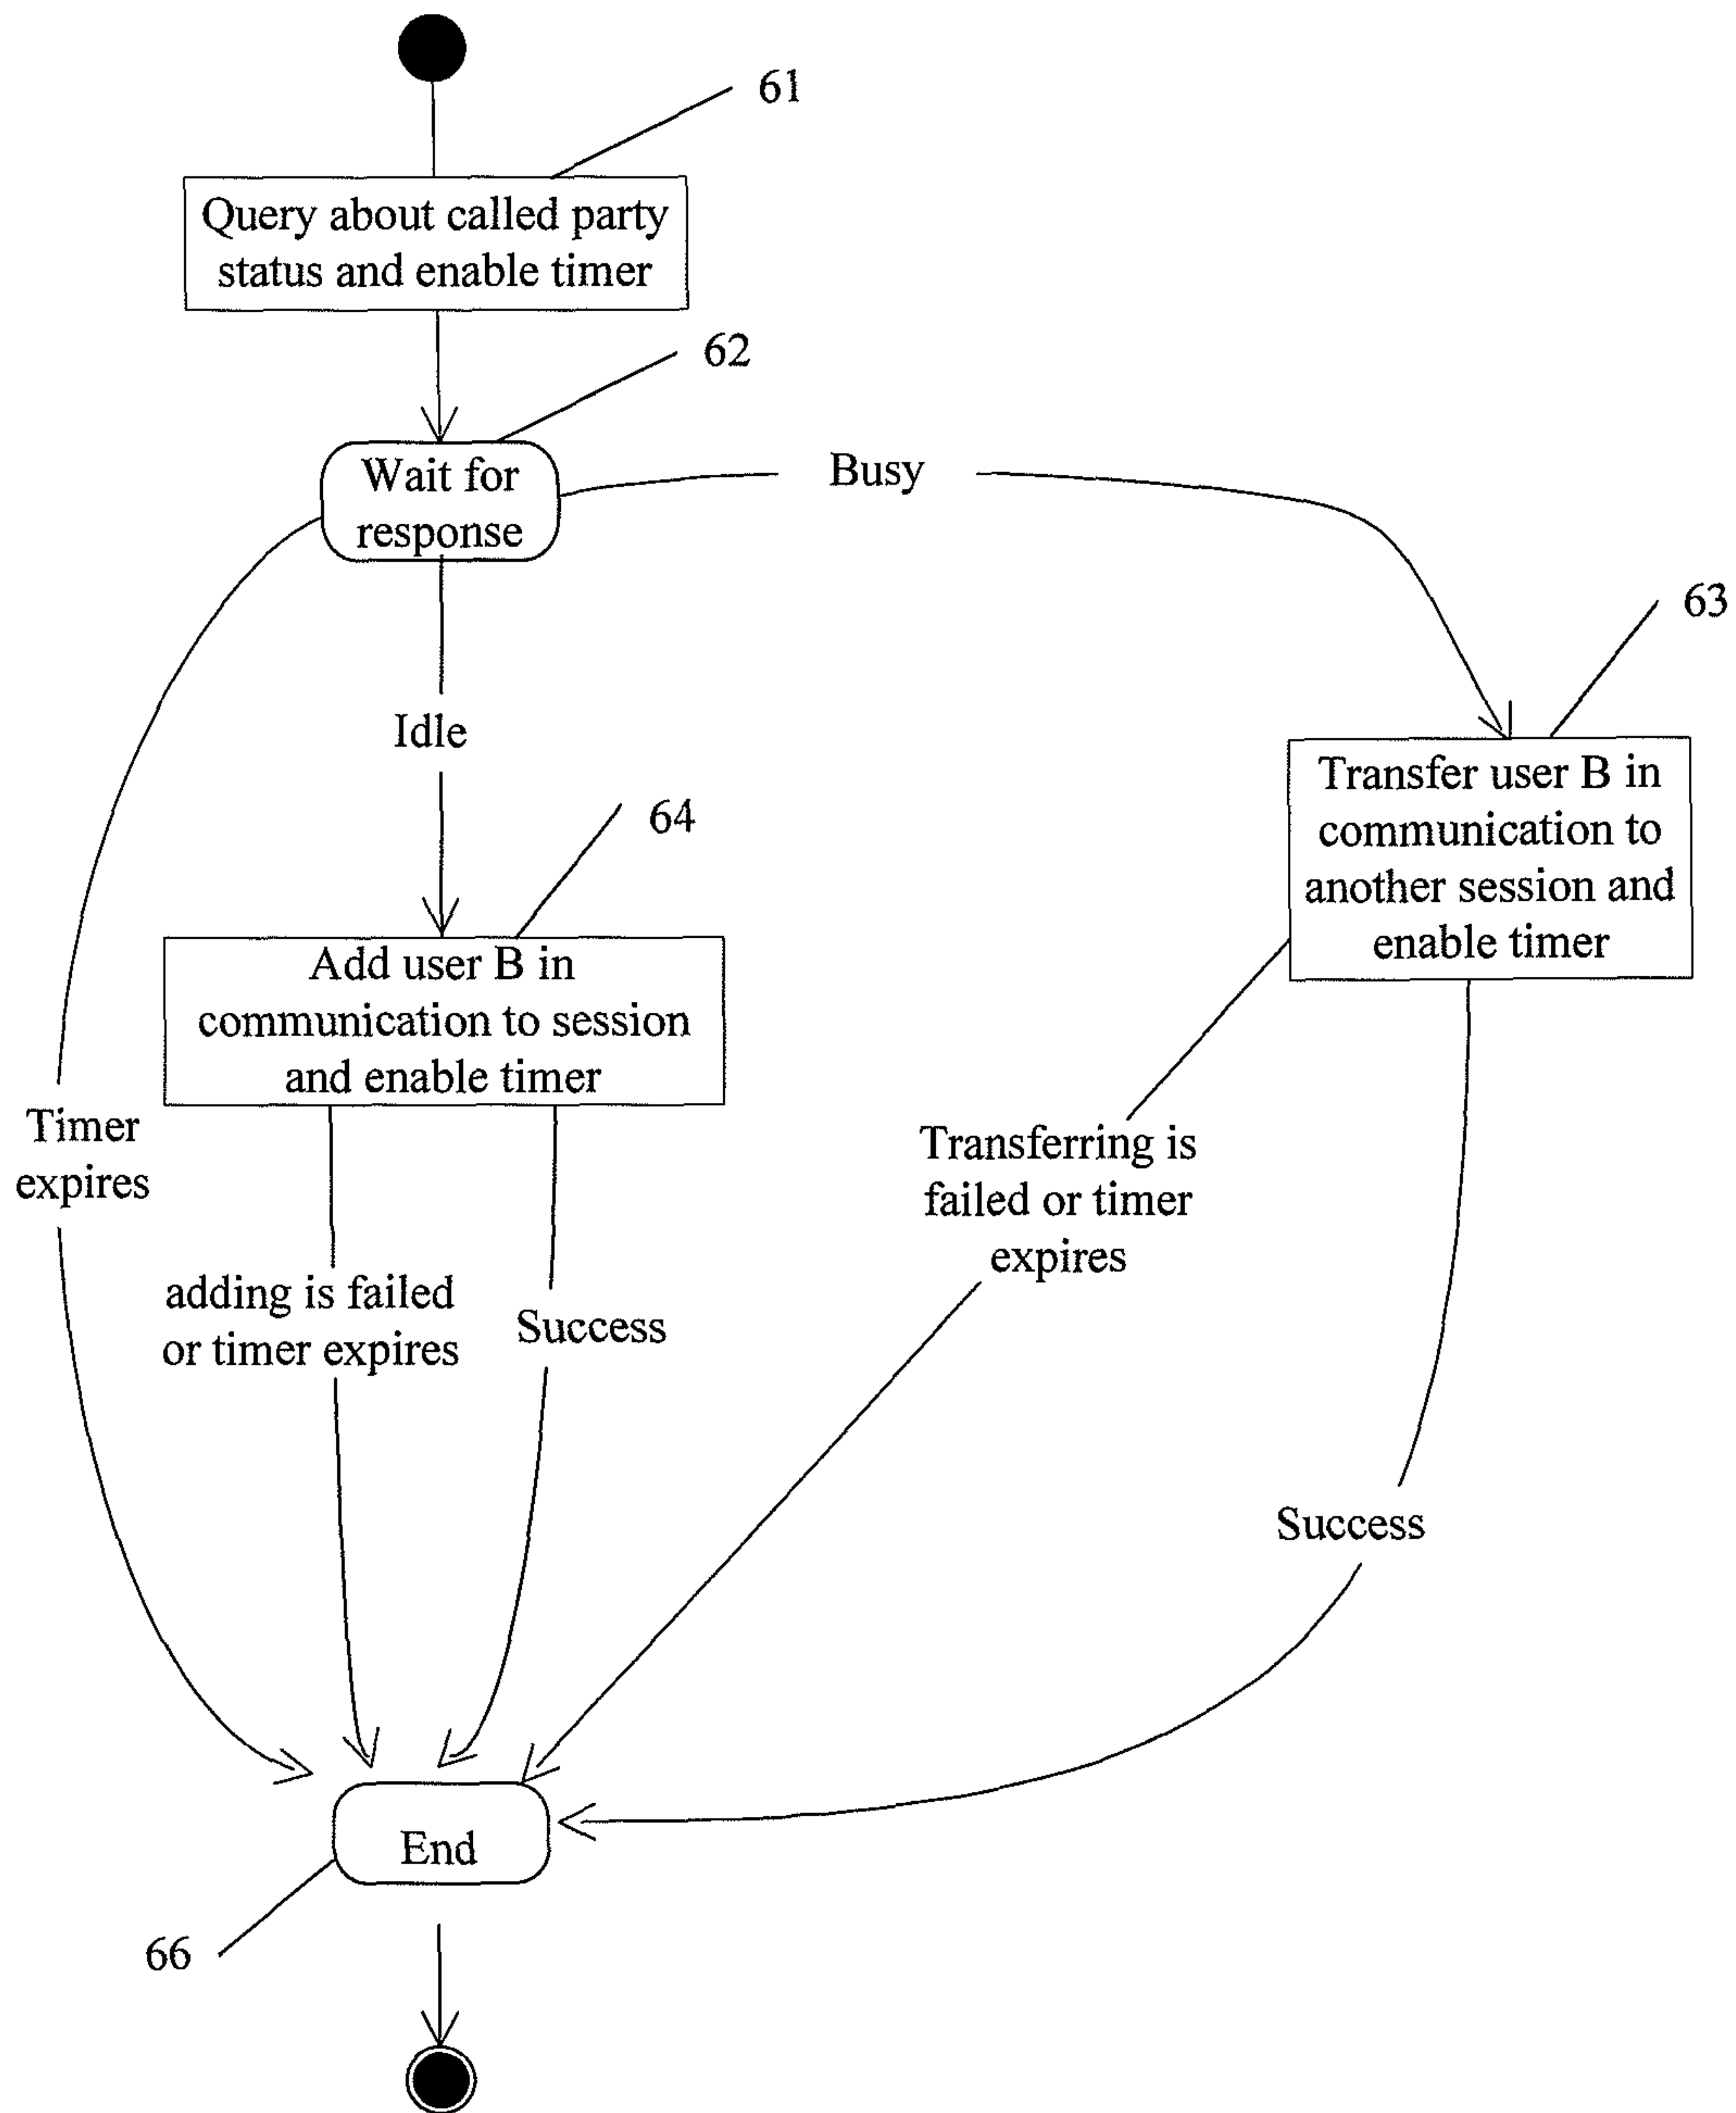 61
Query about called party
status and enable timer
62
Wait for
response
Busy
63
Idle
Transfer user B in
communication to
another session and
enable timer
64
Add user B in
communication to session
and enable timer
Timer
expires
Transferring is
failed or timer
expires
adding is failed
or timer expires
Success
Success
End
66